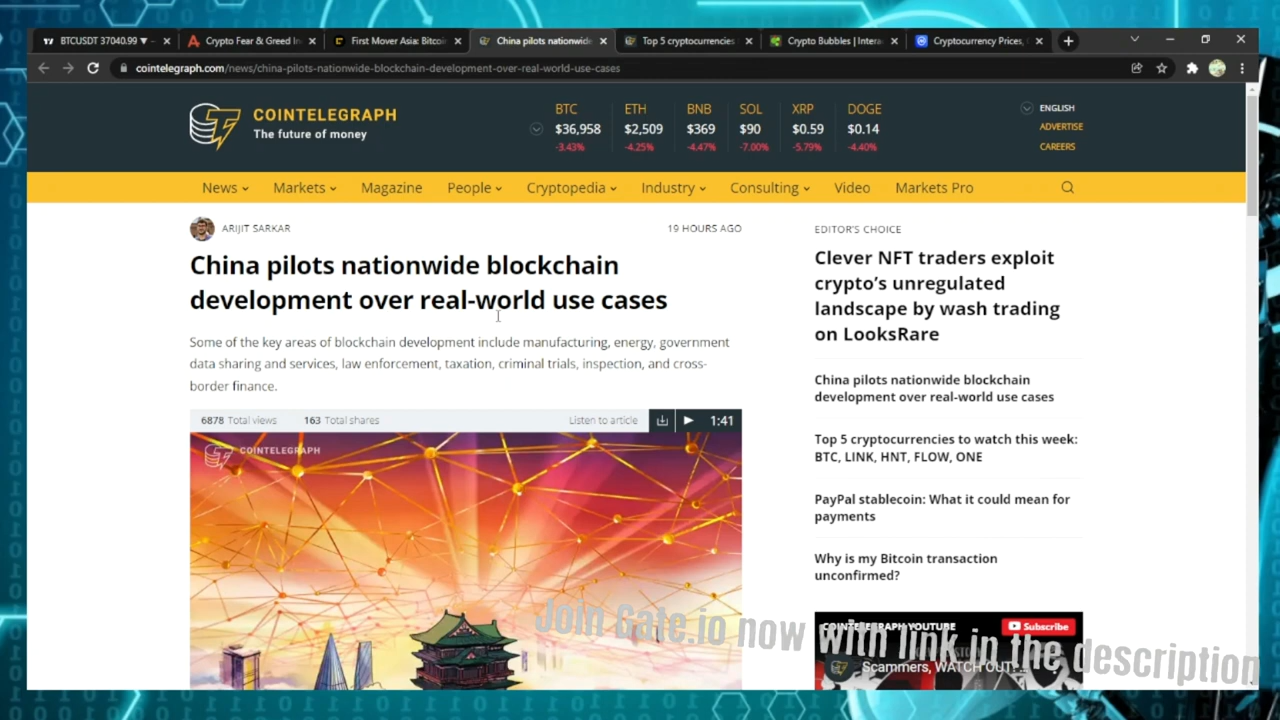 BTCUSDT 37040.99 ▼ -
Crypto Fear & Greed In
First Mover Asia: Bitcoin
China pilots nationwide
Top 5 cryptocurrencies
Crypto Bubbles | Intera
Cryptocurrency Prices,
cointelegraph.com/news/china-pilots-nationwide-blockchain-development-over-real-world-use-cases
COINTELEGRAPH
The future of money
BTC ETH BNB SOL XRP DOGE
$36,958 $2,509 $369 $90 $0.59 $0.14
-3.43% -4.25% -4.47% -7.00% -5.79% -4.40%
ENGLISH
ADVERTISE
CAREERS
News Markets Magazine People Cryptopedia Industry Consulting Video Markets Pro
ARIJIT SARKAR
19 HOURS AGO
China pilots nationwide blockchain
development over real-world use cases
Some of the key areas of blockchain development include manufacturing, energy, government
data sharing and services, law enforcement, taxation, criminal trials, inspection, and cross-
border finance.
6878 Total views 163 Total shares Listen to article 1:41
COINTELEGRAPH
EDITOR'S CHOICE
Clever NFT traders exploit
crypto's unregulated
landscape by wash trading
on LooksRare
China pilots nationwide blockchain
development over real-world use cases
Top 5 cryptocurrencies to watch this week:
BTC, LINK, HNT, FLOW, ONE
PayPal stablecoin: What it could mean for
payments
Why is my Bitcoin transaction
unconfirmed?
COINTELEGRAPH YOUTUBE
Subscribe
Scammers, WATCH OUT!
Join Gate.io now with link in the description